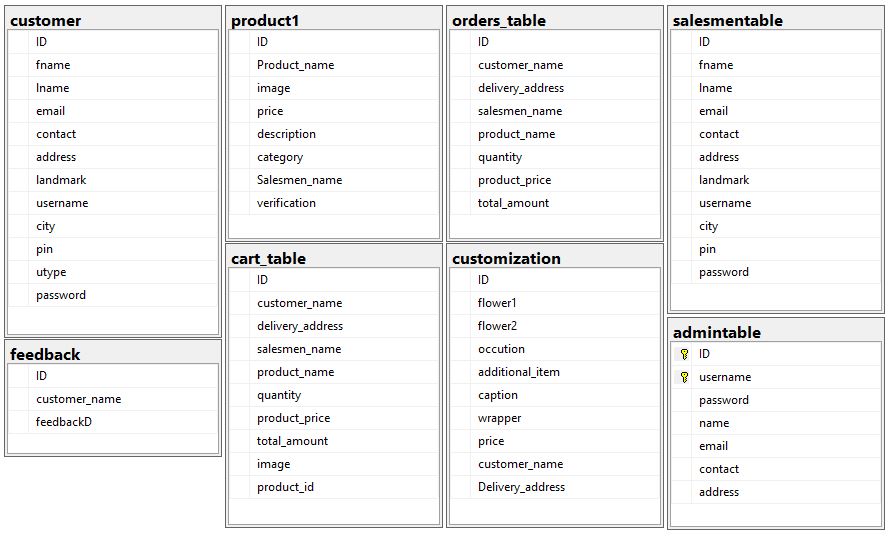 customer
ID
fname
lname
email
contact
address
landmark
username
city
pin
utype
password
product1
ID
Product_name
image
price
description
category
Salesmen_name
verification
orders_table
ID
customer_name
delivery_address
salesmen_name
product_name
quantity
product_price
total_amount
salesmentable
ID
fname
lname
email
contact
address
landmark
username
city
pin
password
feedback
ID
customer_name
feedbackD
cart_table
ID
customer_name
delivery_address
salesmen_name
product_name
quantity
product_price
total_amount
image
product_id
customization
ID
flower1
flower2
occution
additional_item
caption
wrapper
price
customer_name
Delivery_address
admintable
ID
username
password
name
email
contact
address